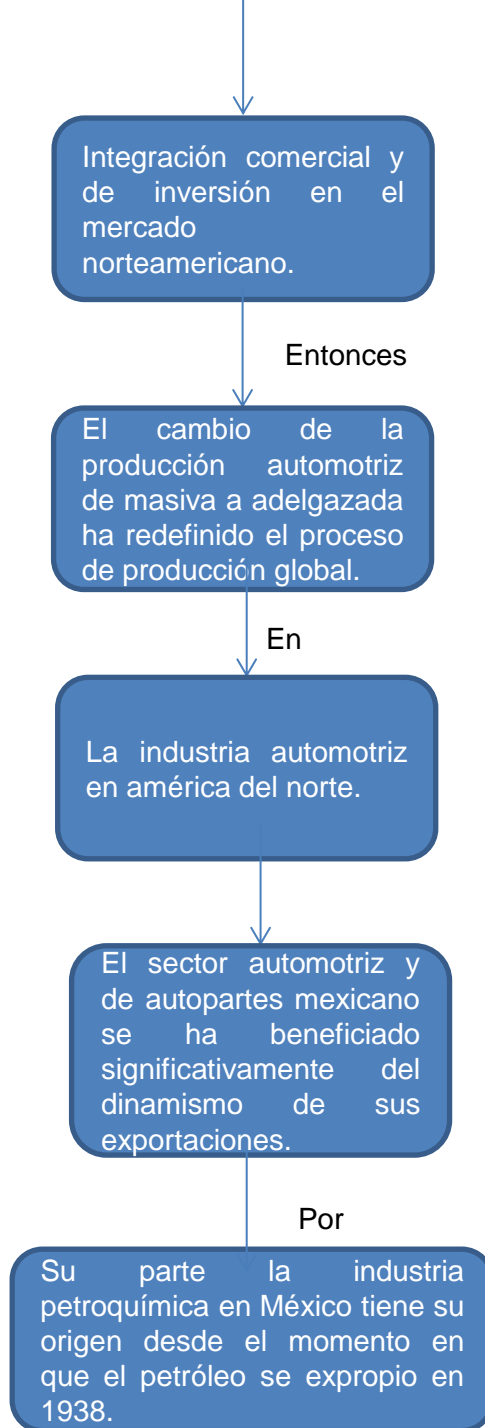 Integración comercial y
de inversión en el
mercado
norteamericano.
Entonces
El cambio de la
producción automotriz
de masiva a adelgazada
ha redefinido el proceso
de producción global.
En
La industria automotriz
en américa del norte.
El sector automotriz y
de autopartes mexicano
se ha beneficiado
significativamente del
dinamismo de sus
exportaciones.
Por
Su parte la industria
petroquímica en México tiene su
origen desde el momento en
que el petróleo se expropio en
1938.